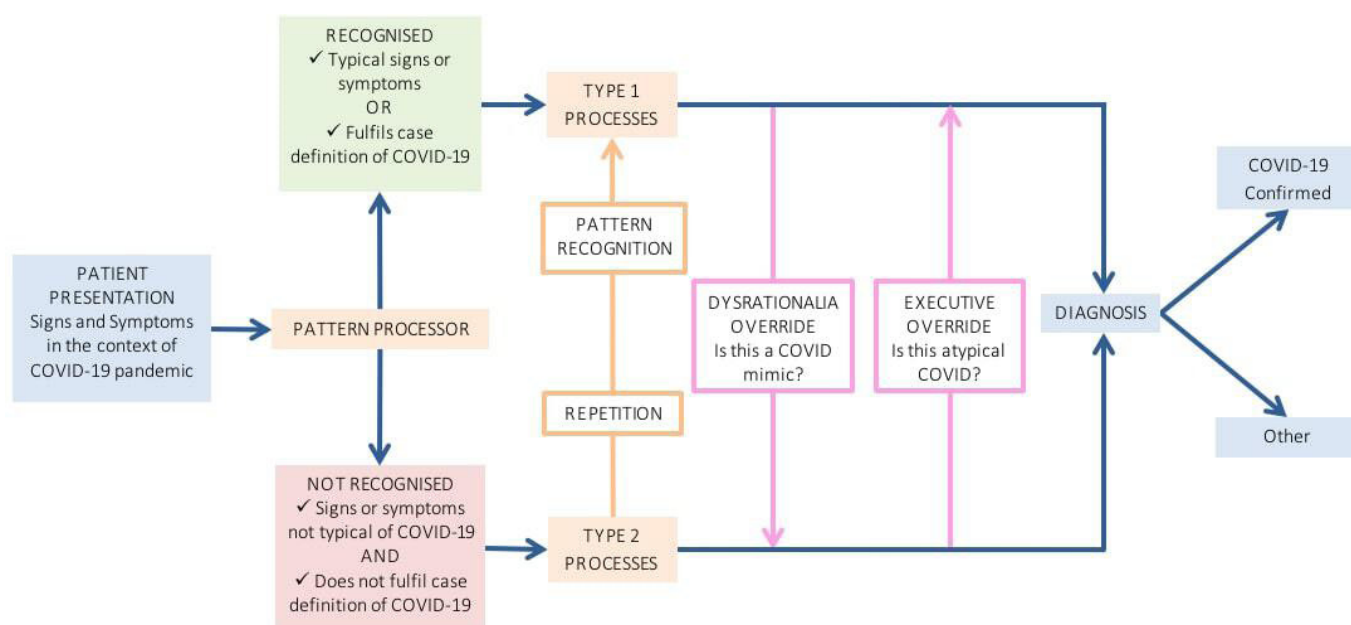 PATIENT
PRESENTATION
Signs and Symptoms
in the context of
COVID-19 pandemic
PATTERN PROCESSOR
RECOGNISED
✓ Typical signs or
symptoms
OR
✓ Fulfils case
definition of COVID-19
NOT RECOGNISED
✓ Signs or symptoms
not typical of COVID-19
AND
✓ Does not fulfil case
definition of COVID-19
TYPE 1
PROCESSES
PATTERN
RECOGNITION
REPETITION
TYPE 2
PROCESSES
DYSRATIONALIA
OVERRIDE
Is this a COVID
mimic?
EXECUTIVE
OVERRIDE
Is this atypical
COVID?
DIAGNOSIS
COVID-19
Confirmed
Other